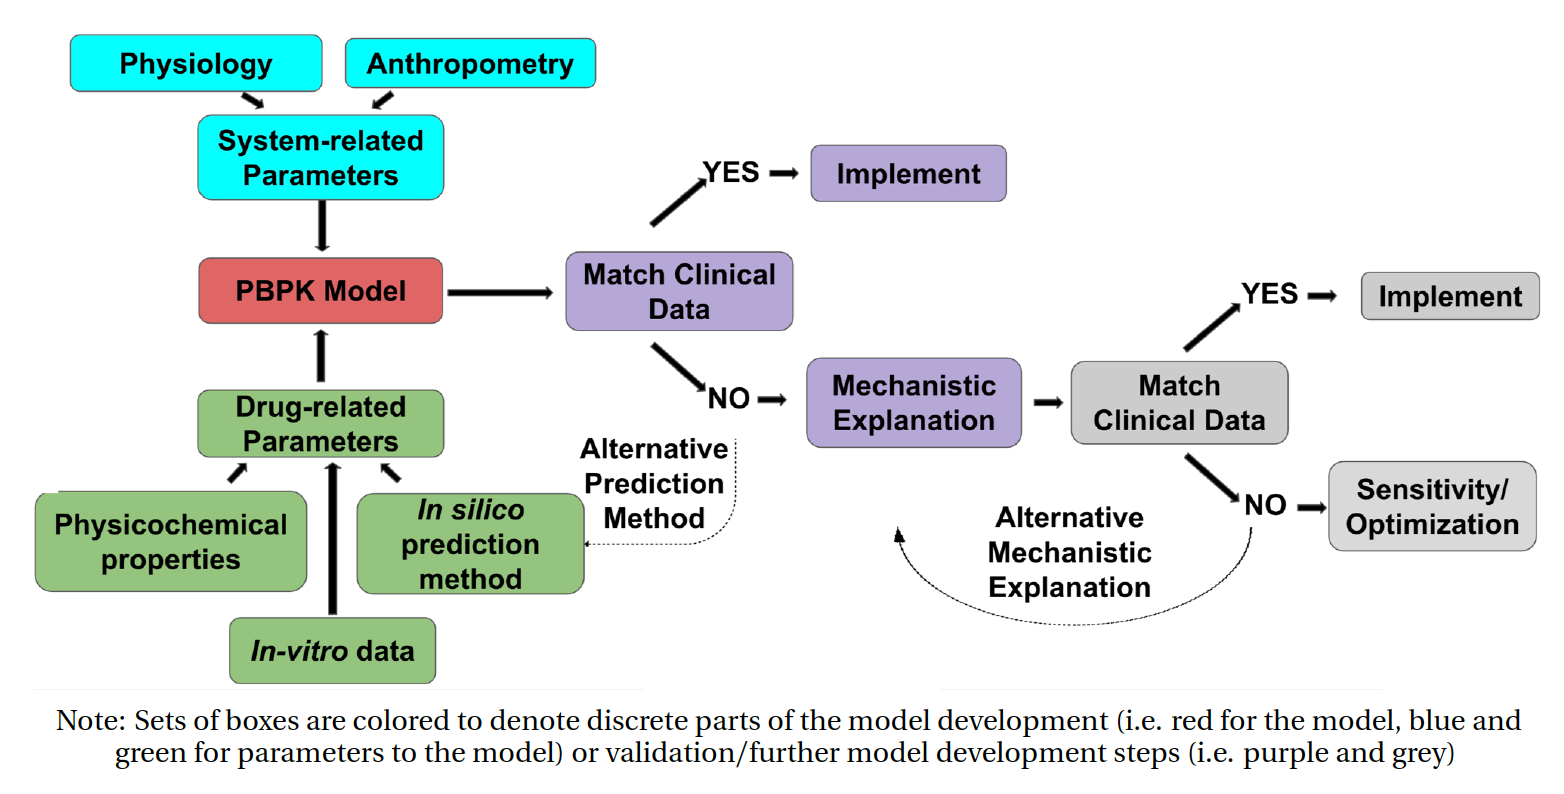 Physiology
Anthropometry
System-related
Parameters
YES
Implement
PBPK Model
Match Clinical
Data
YES
Implement
NO
Mechanistic
Explanation
Match
Clinical Data
Drug-related
Parameters
Alternative
Prediction
Method
NO
Sensitivity/
Optimization
Physicochemical
properties
In silico
prediction
method
Alternative
Mechanistic
Explanation
In-vitro data
Note: Sets of boxes are colored to denote discrete parts of the model development (i.e. red for the model, blue and
green for parameters to the model) or validation/further model development steps (i.e. purple and grey)